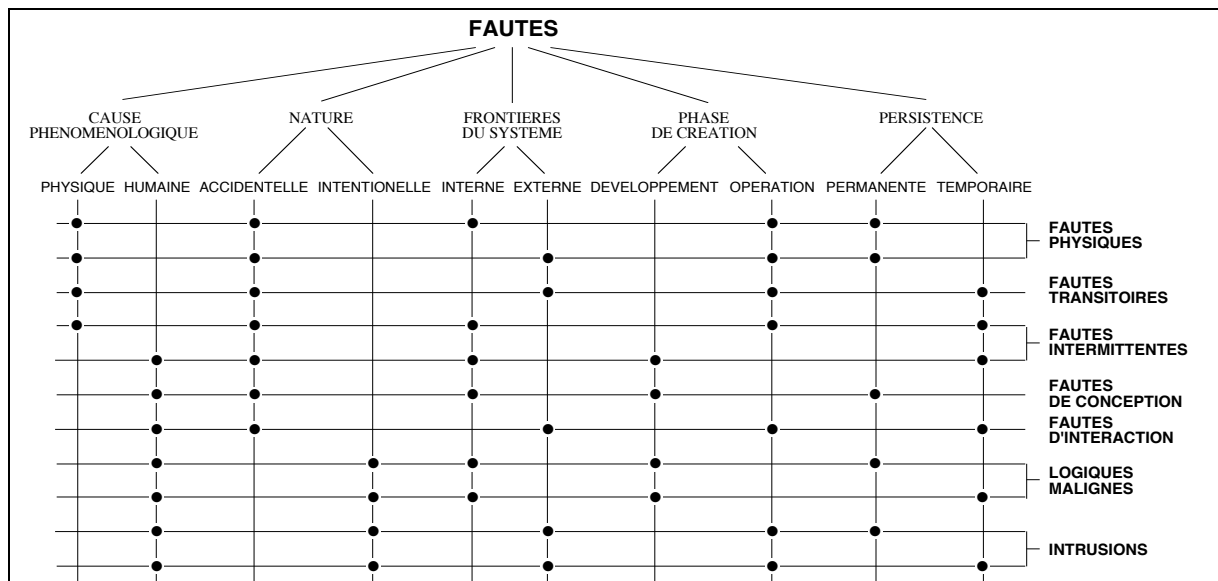 FAUTES
CAUSE
PHENOMENOLOGIQUE
NATURE
FRONTIERES
DU SYSTEME
PHASE
DE CREATION
PERSISTENCE
PHYSIQUE HUMAINE ACCIDENTELLE INTENTIONELLE INTERNE EXTERNE DEVELOPPEMENT OPERATION PERMANENTE TEMPORAIRE
FAUTES
PHYSIQUES
FAUTES
TRANSITOIRES
FAUTES
INTERMITTENTES
FAUTES
DE CONCEPTION
FAUTES
D'INTERACTION
LOGIQUES
MALIGNES
INTRUSIONS